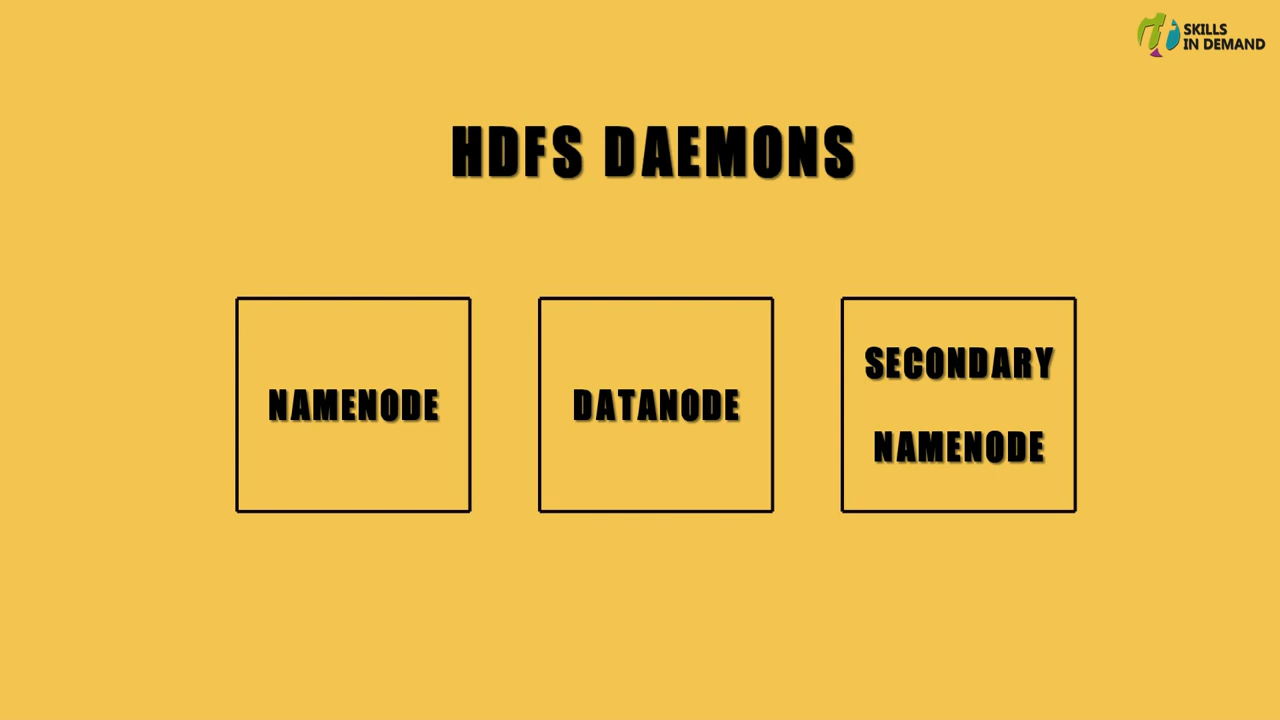 SKILLS
IN DEMAND
HDFS DAEMONS
NAMENODE
DATANODE
SECONDARY
NAMENODE